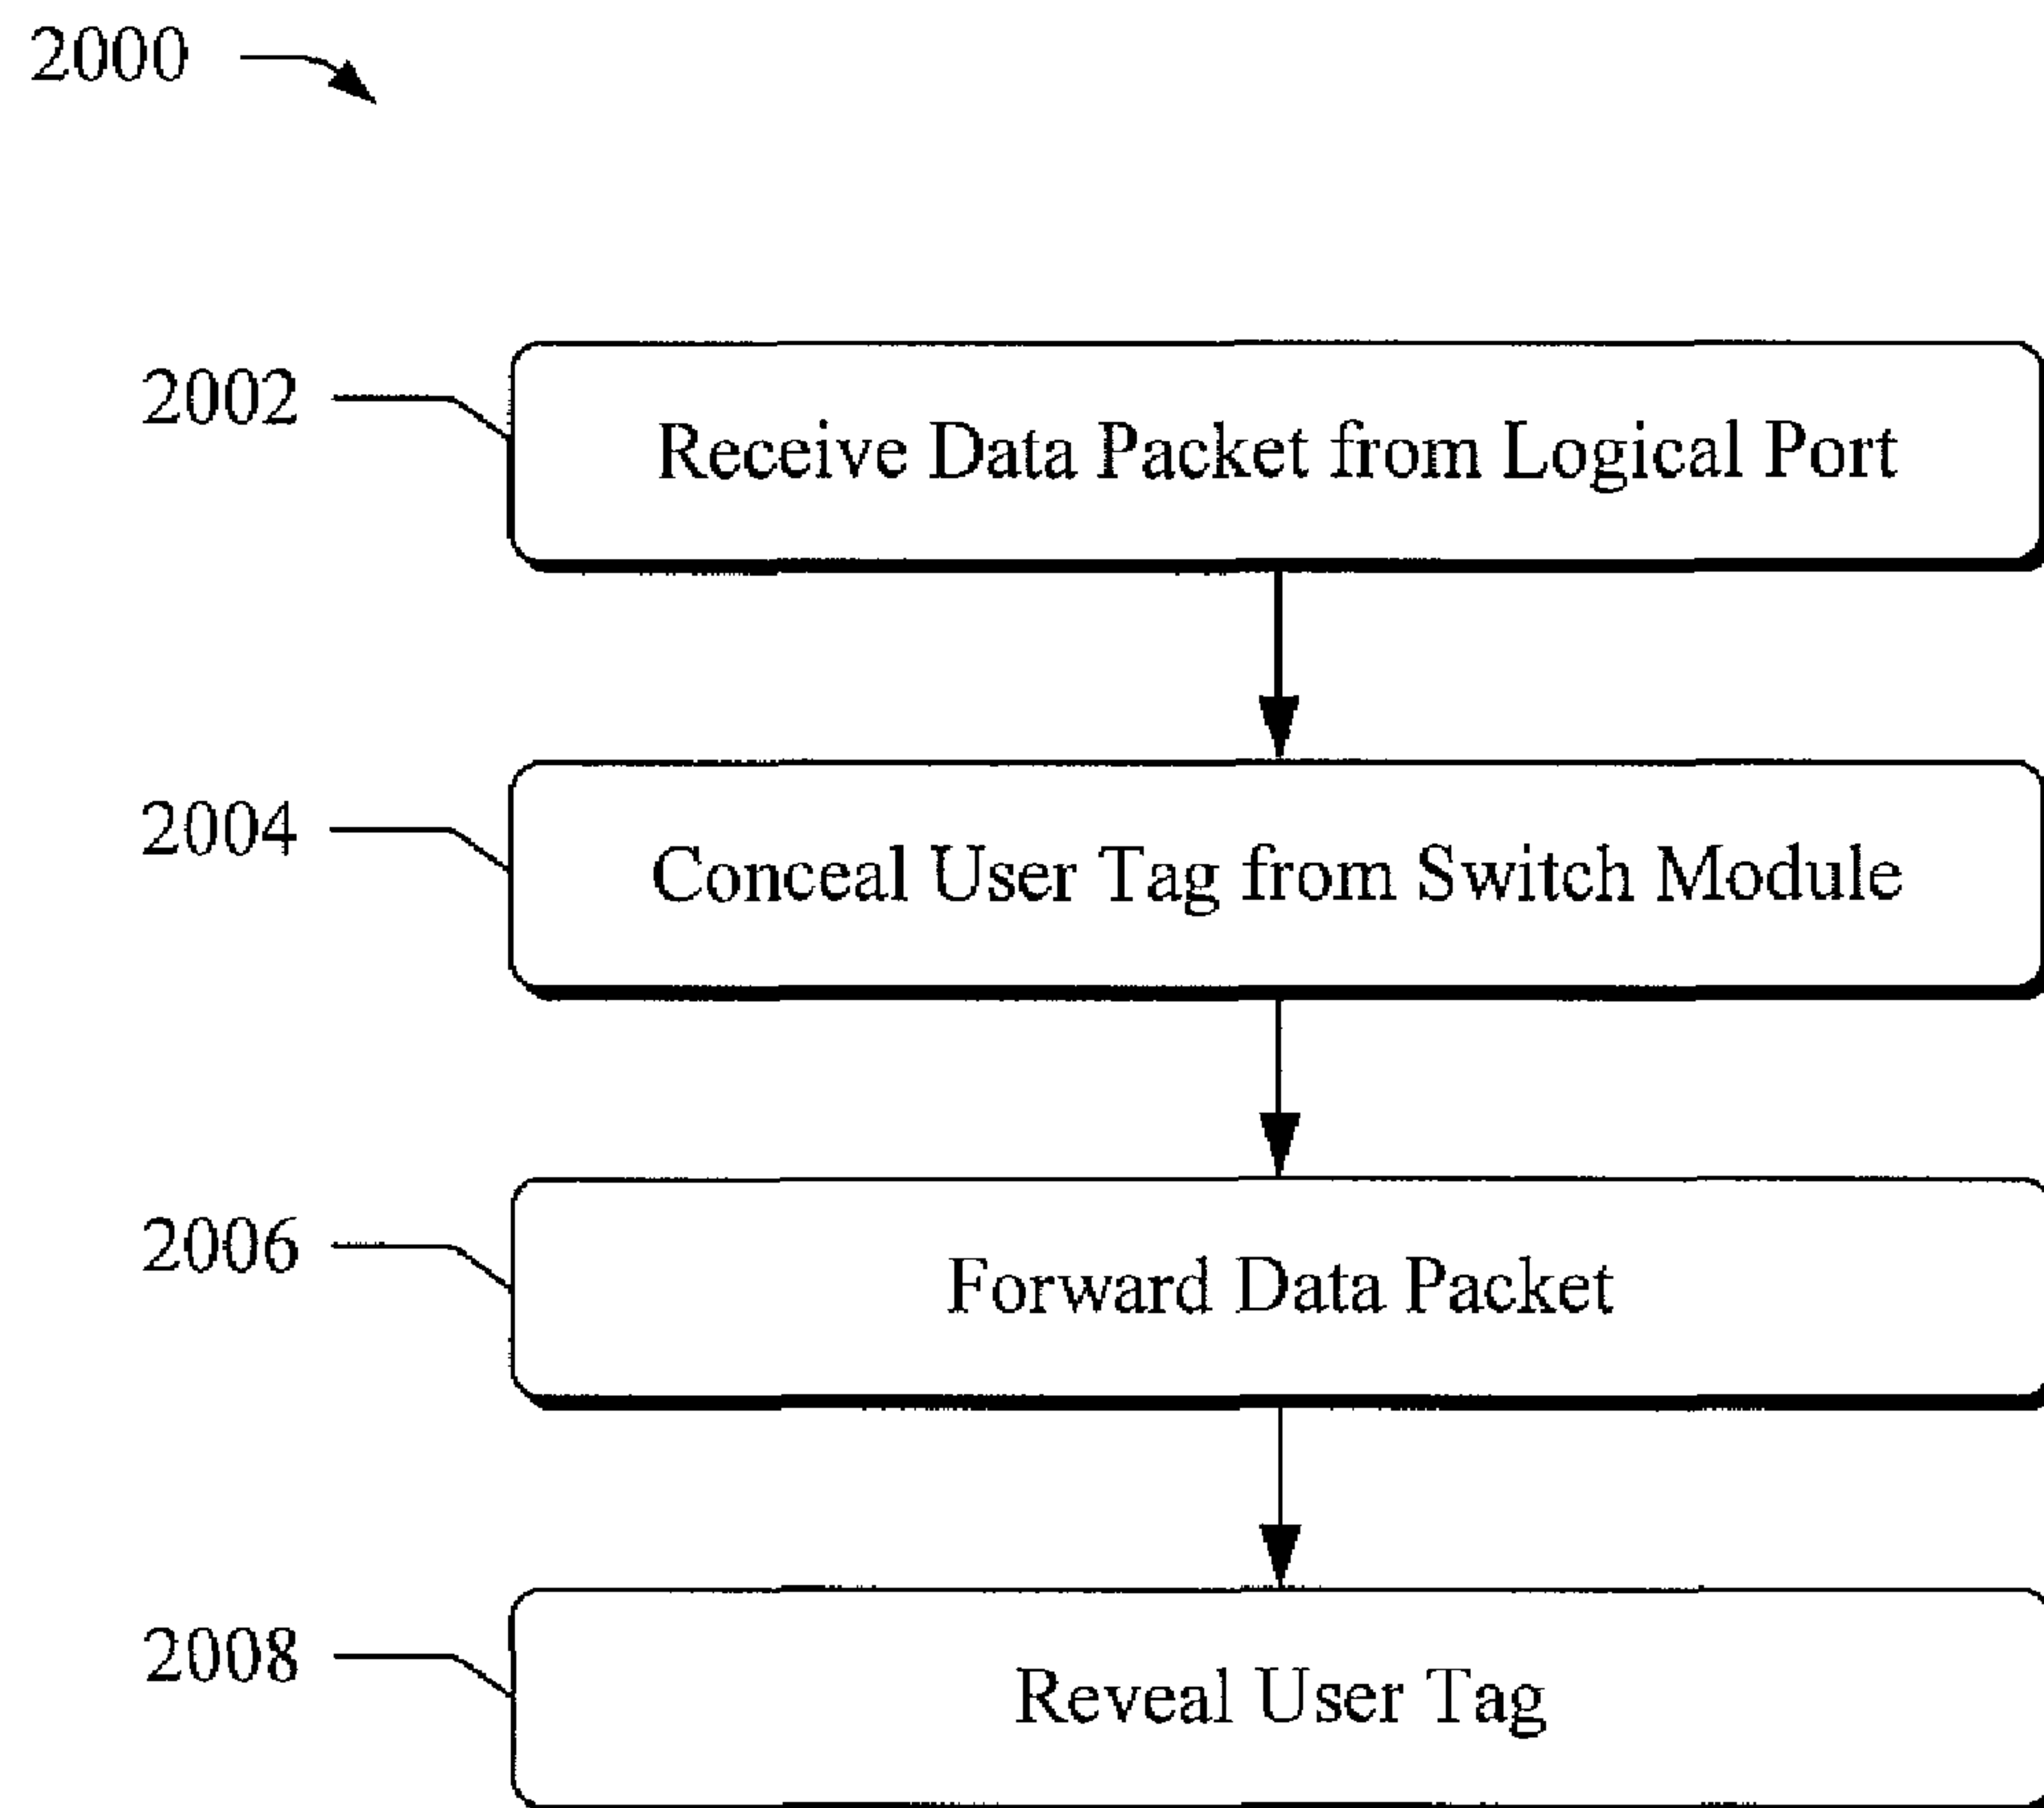 2000
2002
Receive Data Packet from Logical Port
2004
Conceal User Tag from Switch Module
2006
Forward Data Packet
2008
Reveal User Tag